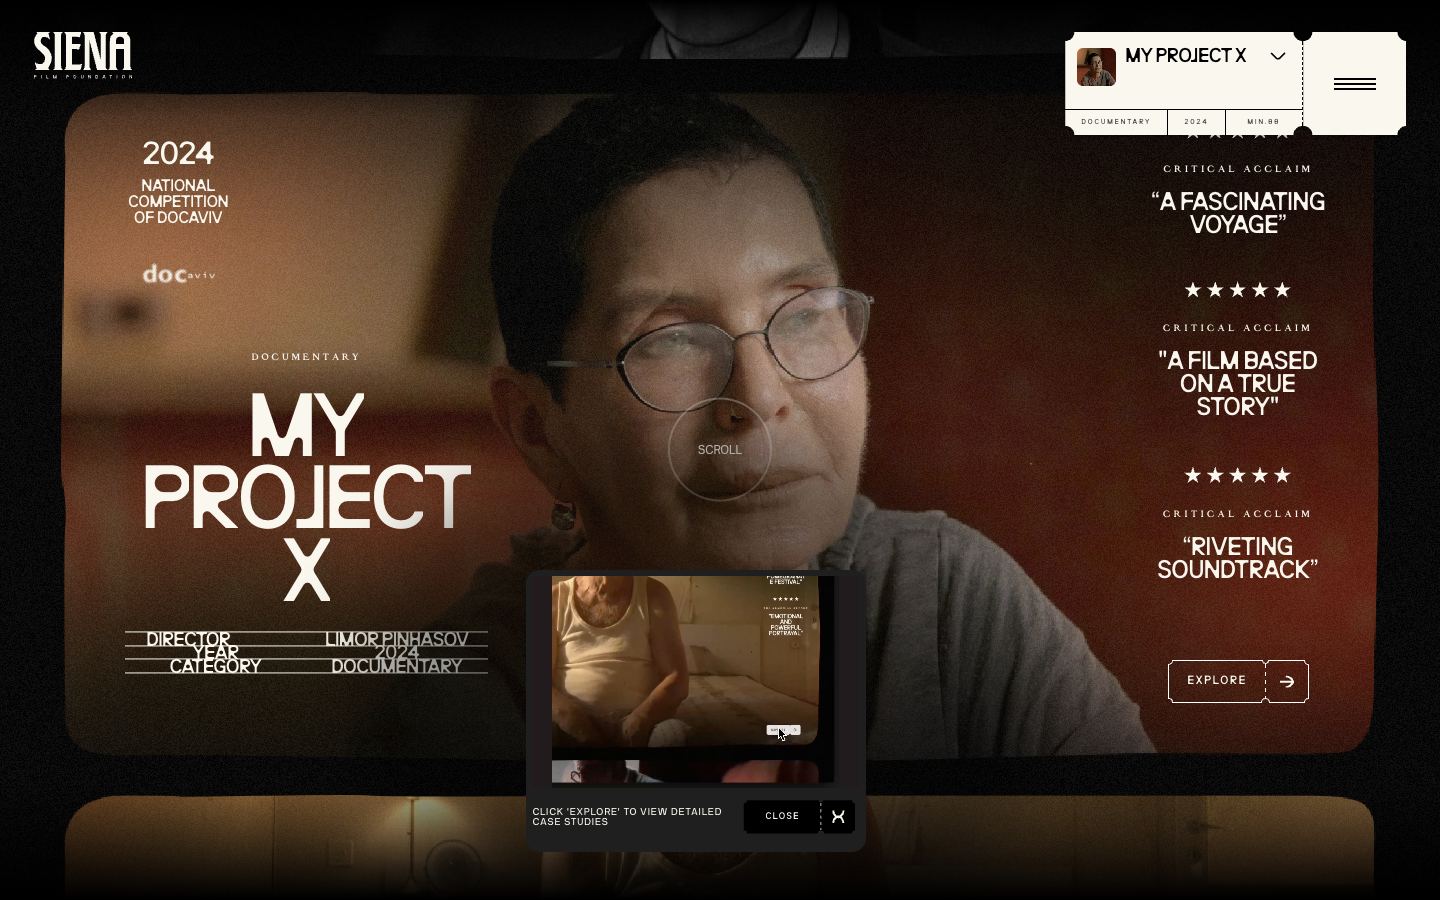 SIENA
FILM FOUNDATION
MY PROJECT X
DOCUMENTARY
2024
MIN.88
2024
NATIONAL
COMPETITION
OF DOCAVIV
docaviv
DOCUMENTARY
MY
PROJECT
X
DIRECTOR LIMOR PINHASOV
YEAR 2024
CATEGORY DOCUMENTARY
SCROLL
CRITICAL ACCLAIM
“A FASCINATING
VOYAGE”
★★★★★
CRITICAL ACCLAIM
"A FILM BASED
ON A TRUE
STORY"
★★★★★
CRITICAL ACCLAIM
“RIVETING
SOUNDTRACK”
EXPLORE
E FESTIVAL"
★★★★★
"EMOTIONAL
AND
POWERFUL
PORTRAYAL"
CLICK 'EXPLORE' TO VIEW DETAILED
CASE STUDIES
CLOSE